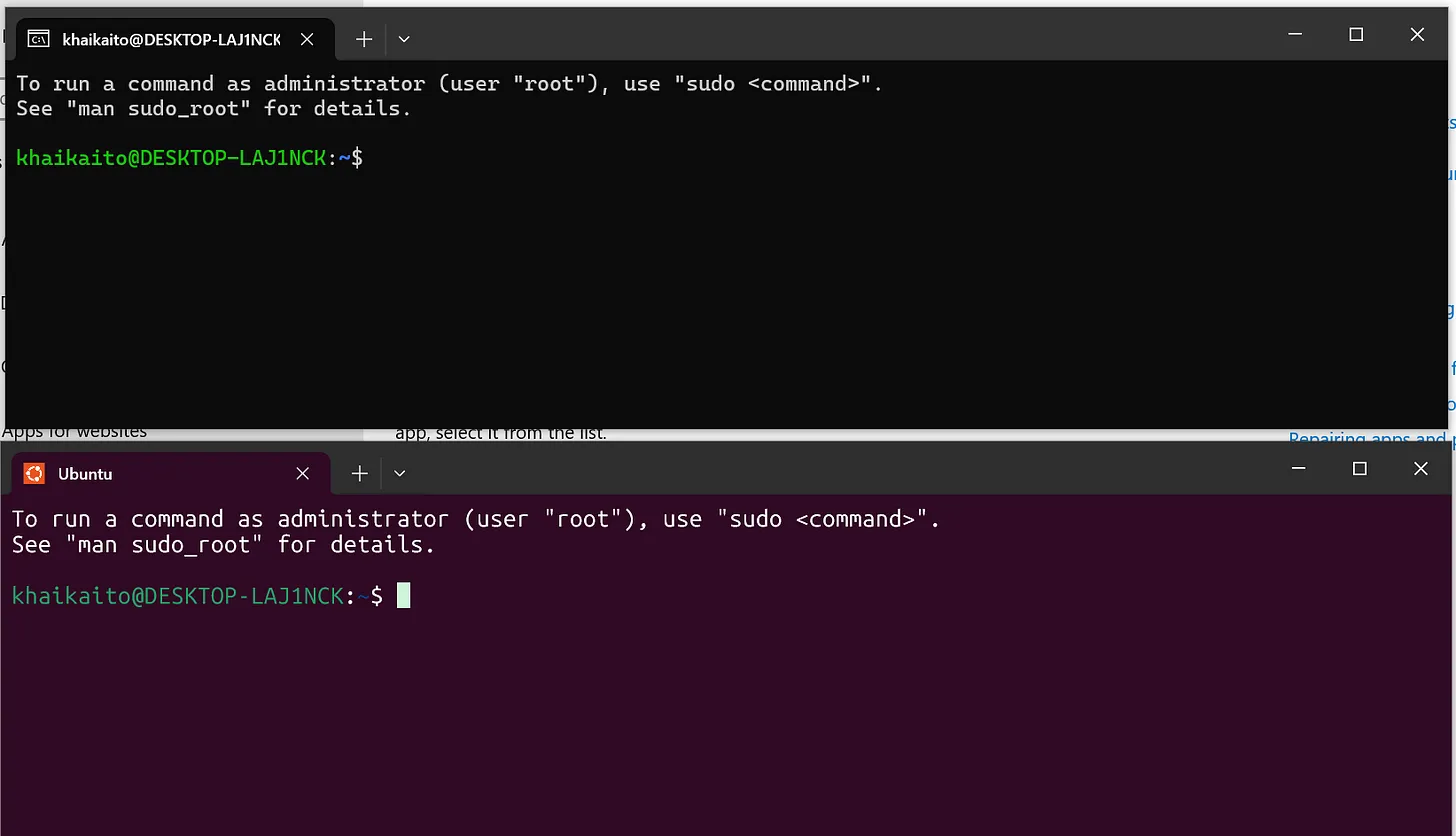 khaikaito@DESKTOP-LAJ1NCK
To run a command as administrator (user "root"), use "sudo <command>".
See "man sudo_root" for details.
khaikaito@DESKTOP-LAJ1NCK:~$
Apps for websites
app, select it from the list.
Repairing apps and
Ubuntu
To run a command as administrator (user "root"), use "sudo <command>".
See "man sudo_root" for details.
khaikaito@DESKTOP-LAJ1NCK:~$